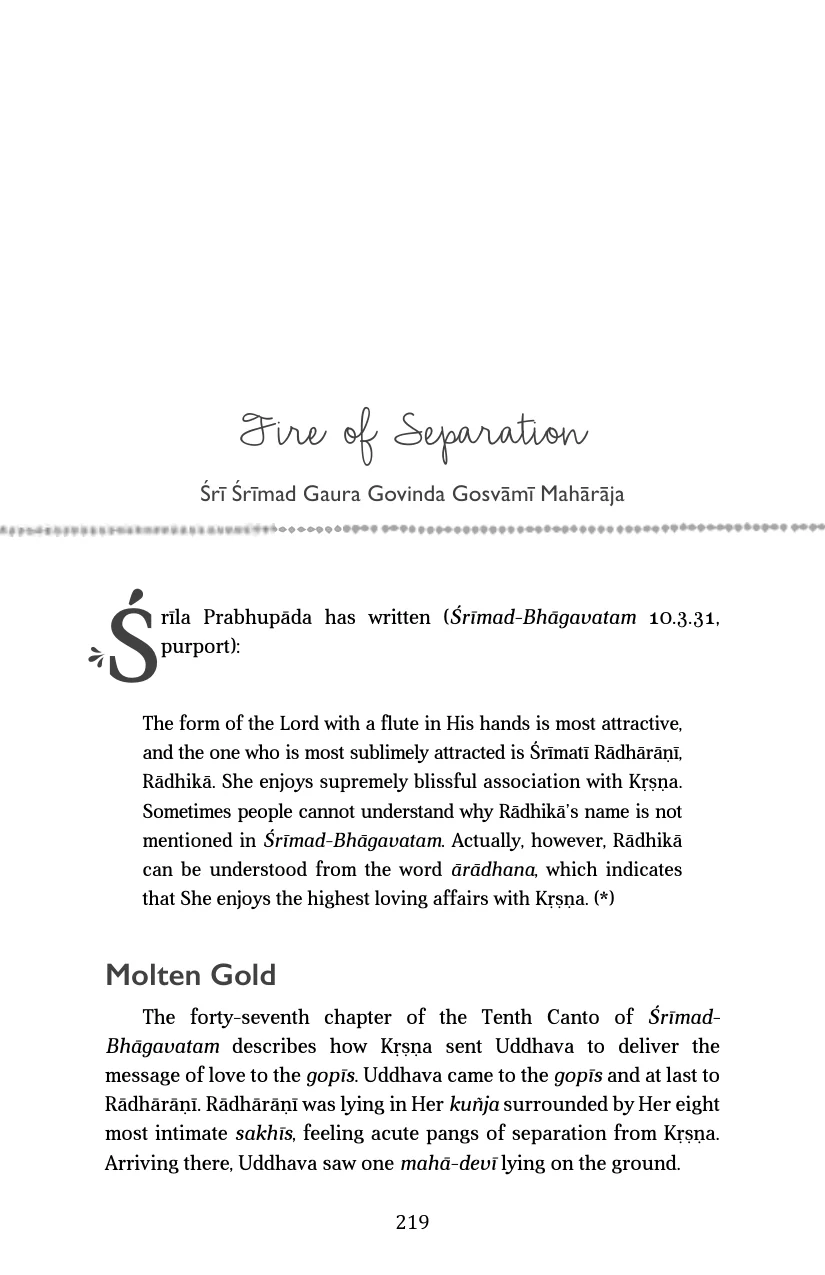 Fire of Separation
Śrī Śrīmad Gaura Govinda Gosvāmī Mahārāja
Śrīla Prabhupāda has written (Śrīmad-Bhāgavatam 10.3.31,
purport):
The form of the Lord with a flute in His hands is most attractive,
and the one who is most sublimely attracted is Śrīmatī Rādhārāṇī,
Rādhikā. She enjoys supremely blissful association with Kṛṣṇa.
Sometimes people cannot understand why Rādhikā's name is not
mentioned in Śrīmad-Bhāgavatam. Actually, however, Rādhikā
can be understood from the word ārādhana, which indicates
that She enjoys the highest loving affairs with Kṛṣṇa. (*)
Molten Gold
The forty-seventh chapter of the Tenth Canto of Śrīmad-
Bhāgavatam describes how Kṛṣṇa sent Uddhava to deliver the
message of love to the gopīs. Uddhava came to the gopīs and at last to
Rādhārāṇī. Rādhārāṇī was lying in Her kuñja surrounded by Her eight
most intimate sakhīs, feeling acute pangs of separation from Kṛṣṇa.
Arriving there, Uddhava saw one mahā-devī lying on the ground.
219